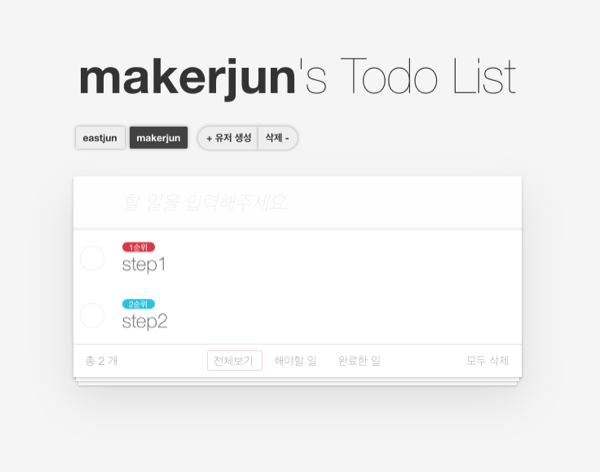 makerjun's Todo List
eastjun makerjun + 유저 생성 삭제 -
할 일을 입력해주세요.
1순위
step1
2순위
step2
총 2 개 전체보기 해야할 일 완료한 일 모두 삭제